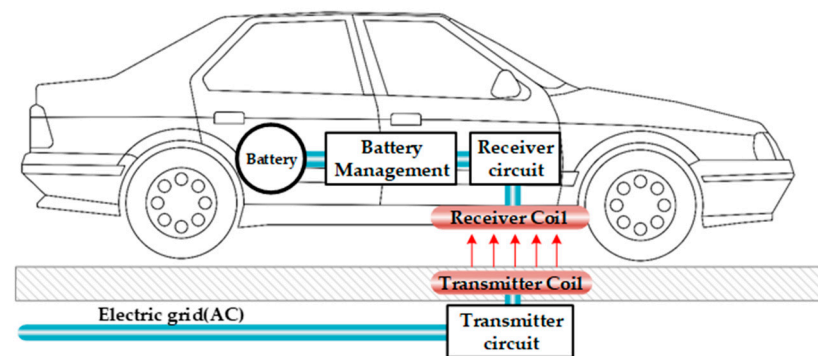 Battery
Battery
Management
Receiver
circuit
Receiver Coil
Transmitter Coil
Electric grid(AC)
Transmitter
circuit